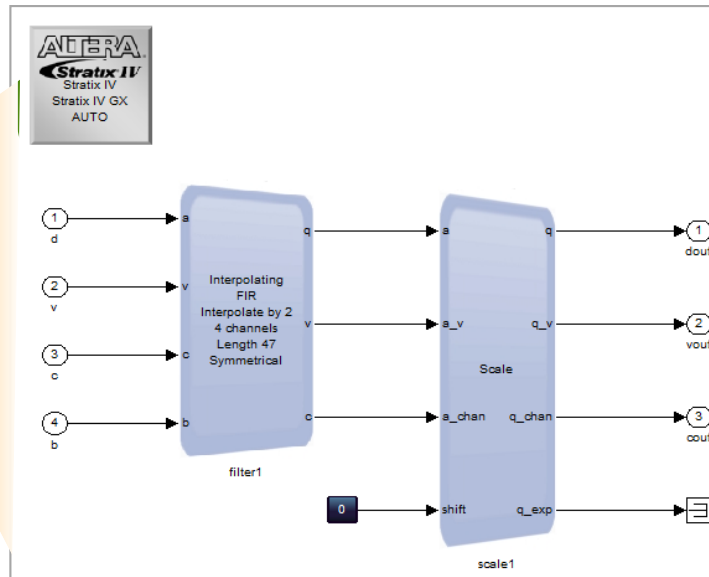 ALTERA.
Stratix IV
Stratix IV
Stratix IV GX
AUTO
1
d
2
v
3
c
4
b
a
v
c
b
Interpolating
FIR
Interpolate by 2
4 channels
Length 47
Symmetrical
q
v
c
filter1
0
a
a_v
a_chan
shift
Scale
q
q_v
q_chan
q_exp
scale1
1
dout
2
vout
3
cout